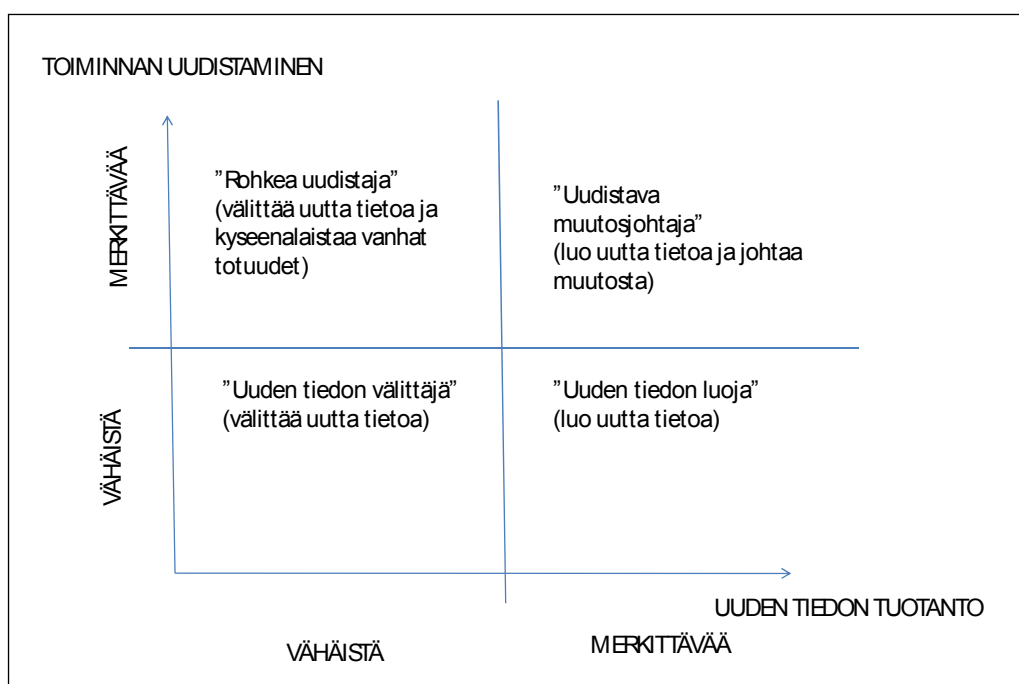 TOIMINNAN UUDISTAMINEN
MERKITTÄVÄÄ
”Rohkea uudistaja”
(välittää uutta tietoa ja
kyseenalaistaa vanhat
totuudet)
”Uudistava
muutosjohtaja”
(luo uutta tietoa ja johtaa
muutosta)
VÄHÄISTÄ
”Uuden tiedon välittäjä”
(välittää uutta tietoa)
”Uuden tiedon luoja”
(luo uutta tietoa)
UUDEN TIEDON TUOTANTO
VÄHÄISTÄ
MERKITTÄVÄÄ